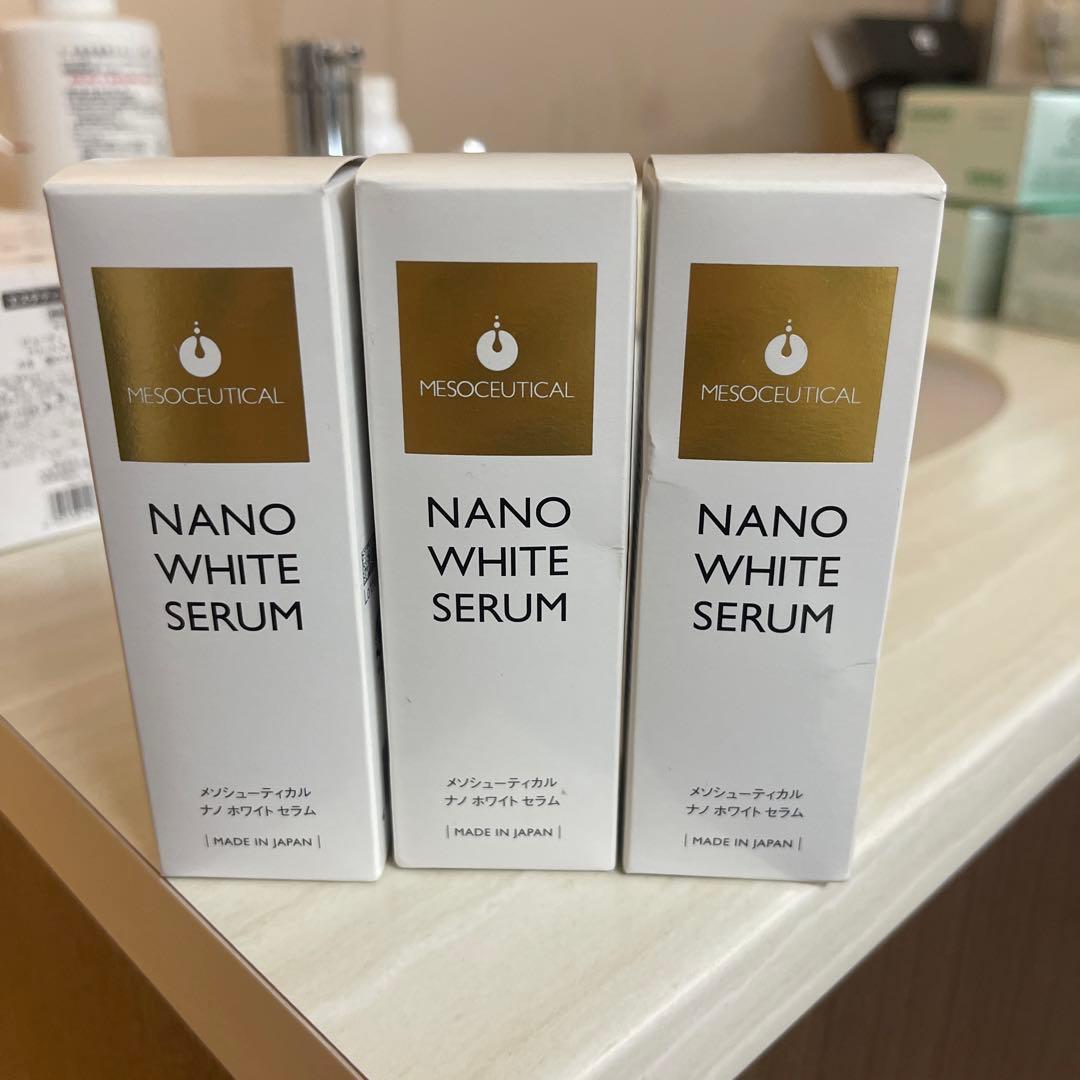 MESOCEUTICAL
NANO
WHITE
SERUM
メソシューティカル
ナノ ホワイト セラム
| MADE IN JAPAN |
MESOCEUTICAL
NANO
WHITE
SERUM
メソシューティカル
ナノ ホワイト セラム
| MADE IN JAPAN |
MESOCEUTICAL
NANO
WHITE
SERUM
メソシューティカル
ナノ ホワイト セラム
| MADE IN JAPAN |